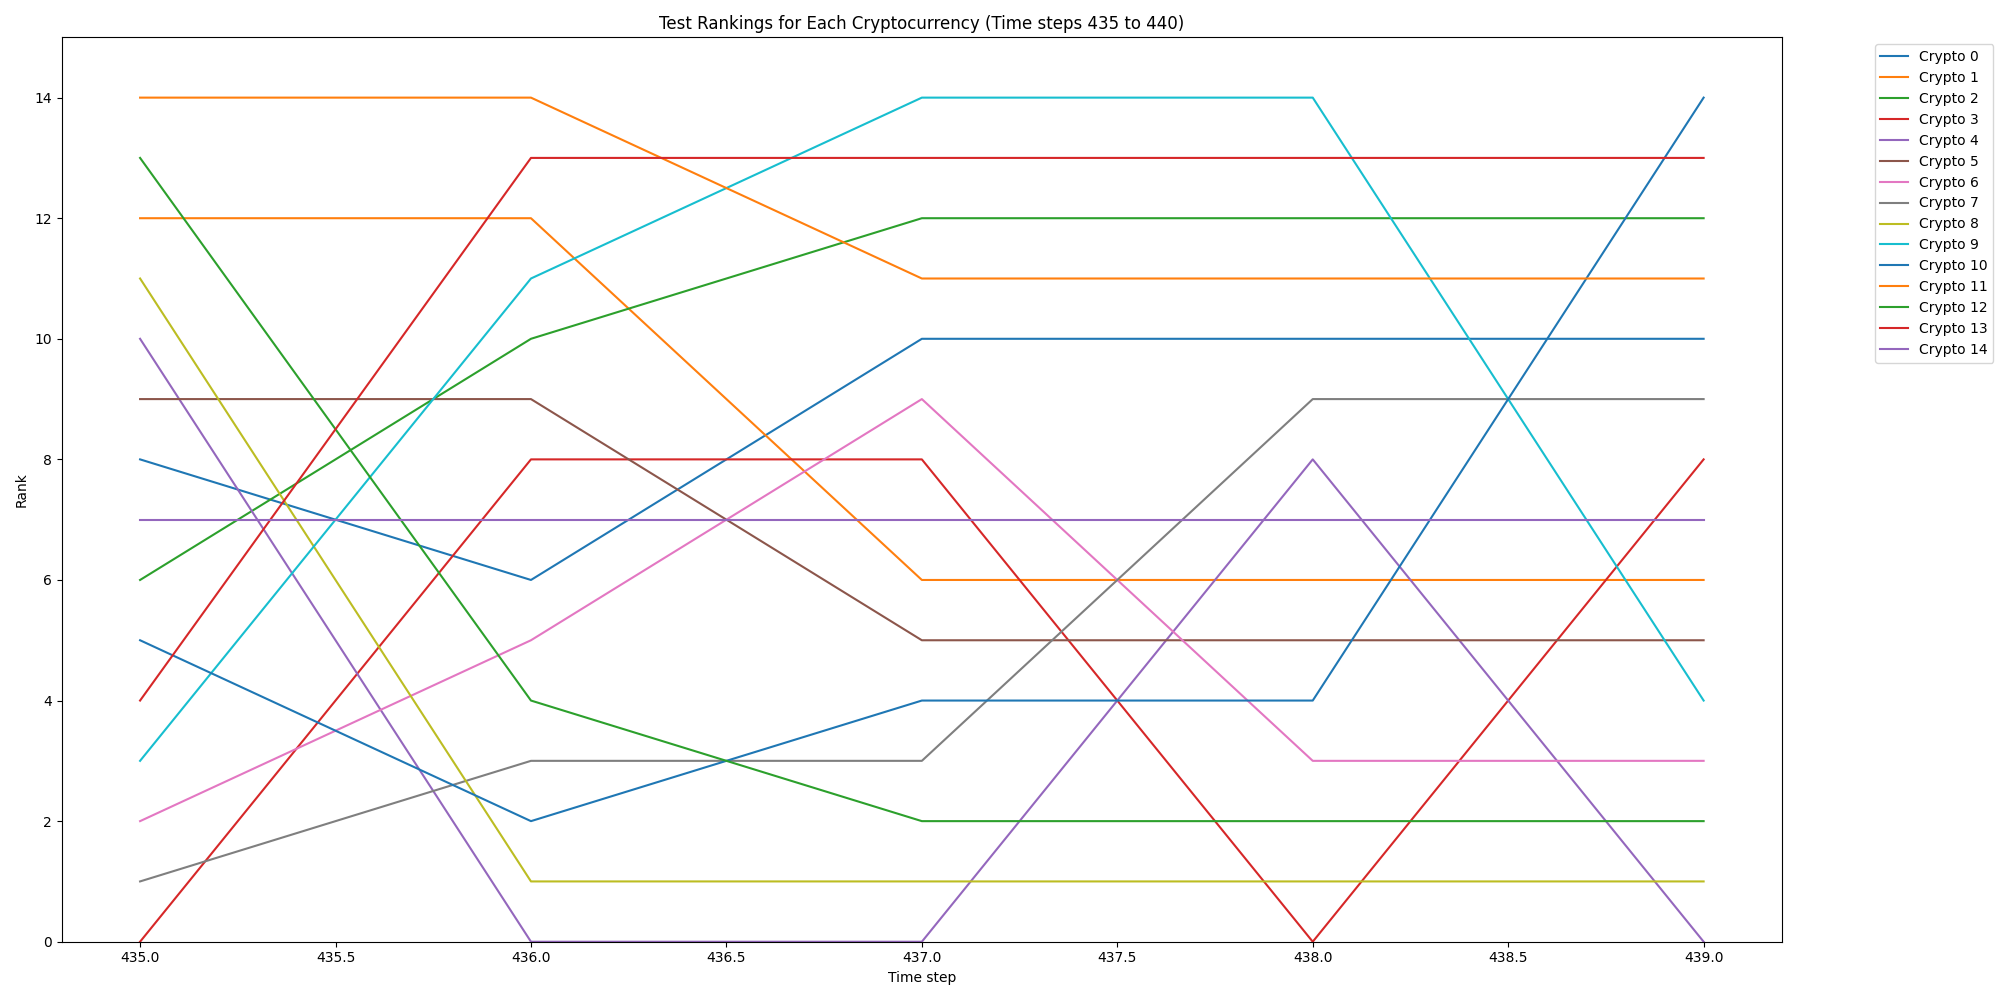 Test Rankings for Each Cryptocurrency (Time steps 435 to 440)
Rank
14
12
10
8
6
4
2
0
435.0 435.5 436.0 436.5 437.0 437.5 438.0 438.5 439.0
Time step
Crypto 0
Crypto 1
Crypto 2
Crypto 3
Crypto 4
Crypto 5
Crypto 6
Crypto 7
Crypto 8
Crypto 9
Crypto 10
Crypto 11
Crypto 12
Crypto 13
Crypto 14